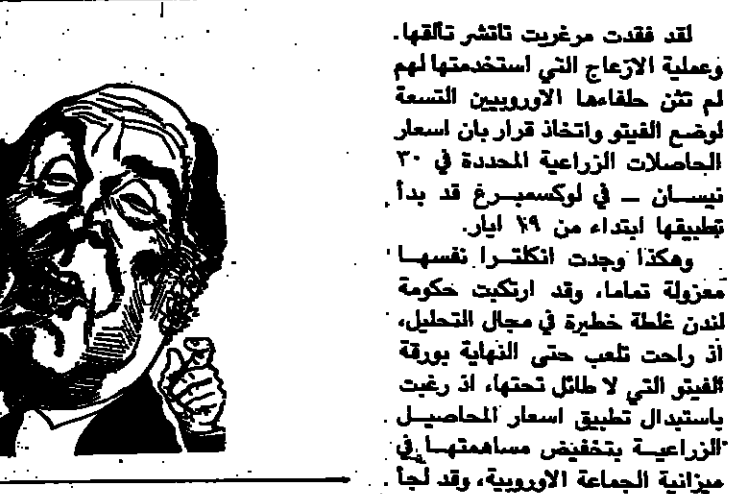 لقد فقدت مرغريت تاتشر تألقها.
وعملية الازعاج التي استخدمتها لهم
لم تثن حلفاءها الاوروبيين التسعة
لوضع الفيتو واتخاذ قرار بان اسعار
الحاصلات الزراعية المحددة في ٣٠
نيسان — في لوكسمبرغ قد بدأ
تطبيقها ابتداء من ١٩ ايار.
وهكذا وجدت انكلترا نفسها
معزولة تماما، وقد ارتكبت حكومة
لندن غلطة خطيرة في مجال التحليل،
اذ راحت تلعب حتى النهاية بورقة
الفيتو التي لا طائل تحتها، اذ رغبت
باستبدال تطبيق اسعار المحاصيل
الزراعية بتخفيض مساهمتها في
ميزانية الجماعة الاوروبية، وقد لجأ